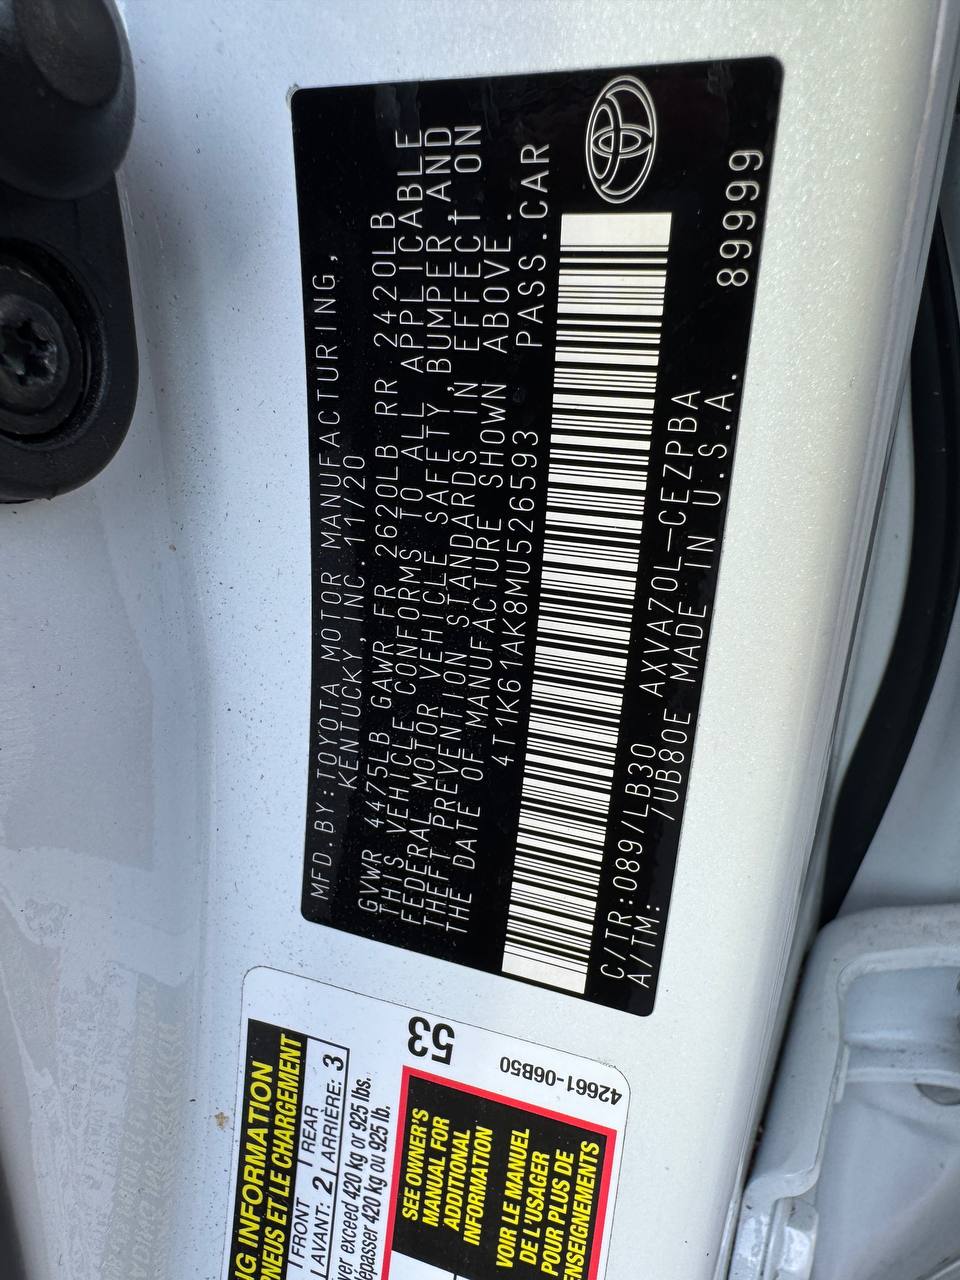 MFD.BY:TOYOTA MOTOR MANUFACTURING,
KENTUCKY, INC. 11/20
GVWR 4475LB GAWR FR 2620LB RR 2420LB
THIS VEHICLE CONFORMS TO ALL APPLICABLE
FEDERAL MOTOR VEHICLE SAFETY, BUMPER, AND
THEFT PREVENTION STANDARDS IN EFFECT ON
THE DATE OF MANUFACTURE SHOWN ABOVE.
4T1K61AK8MU526593 PASS.CAR
C/TR:089/LB30 AXVA70L-CEZPBA
A/TM: /UB80E MADE IN U.S.A. 89999
53
42661-06B50
INFORMATION
PNEUS ET LE CHARGEMENT
FRONT REAR
AVANT: 2 ARRIÈRE: 3
exceed 420 kg or 925 lbs.
dépasser 420 kg ou 925 lb.
SEE OWNER'S
MANUAL FOR
ADDITIONAL
INFORMATION
VOIR LE MANUEL
DE L'USAGER
POUR PLUS DE